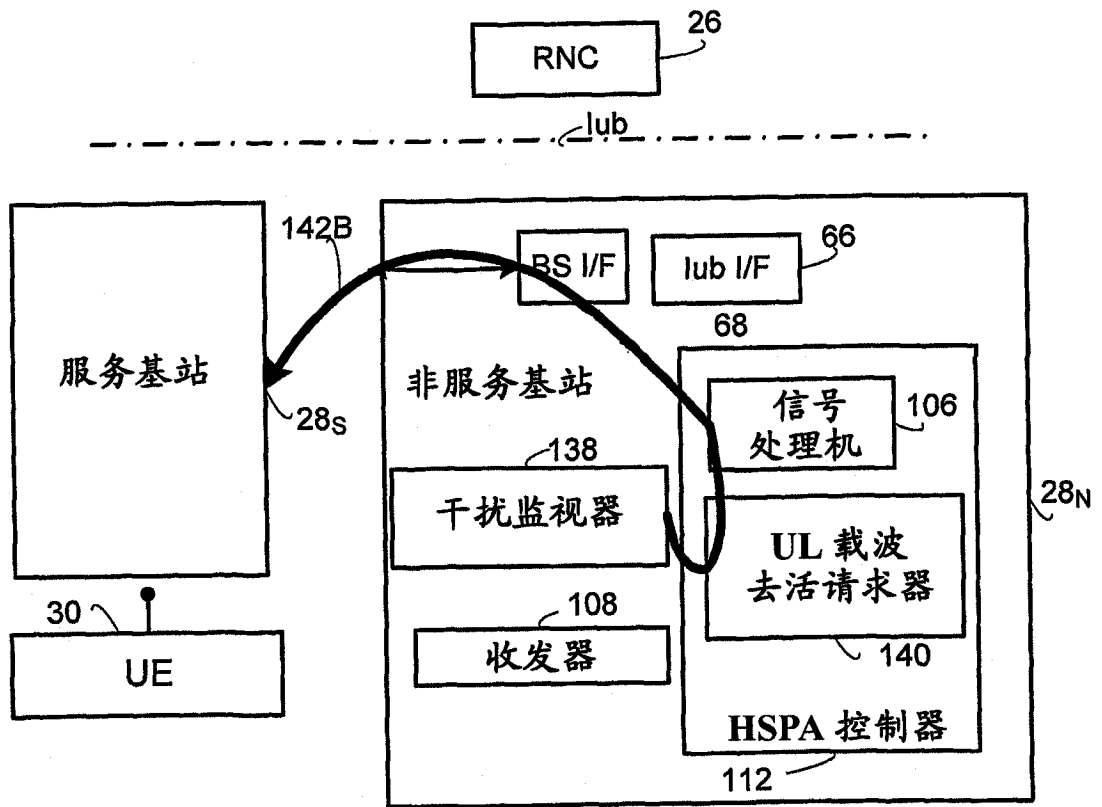 26
RNC
Iub
142B
66
BS I/F
Iub I/F
68
服务基站
非服务基站
28S
信号
处理机
106
138
干扰监视器
28N
UL 载波
去活请求器
30
108
UE
收发器
140
HSPA 控制器
112